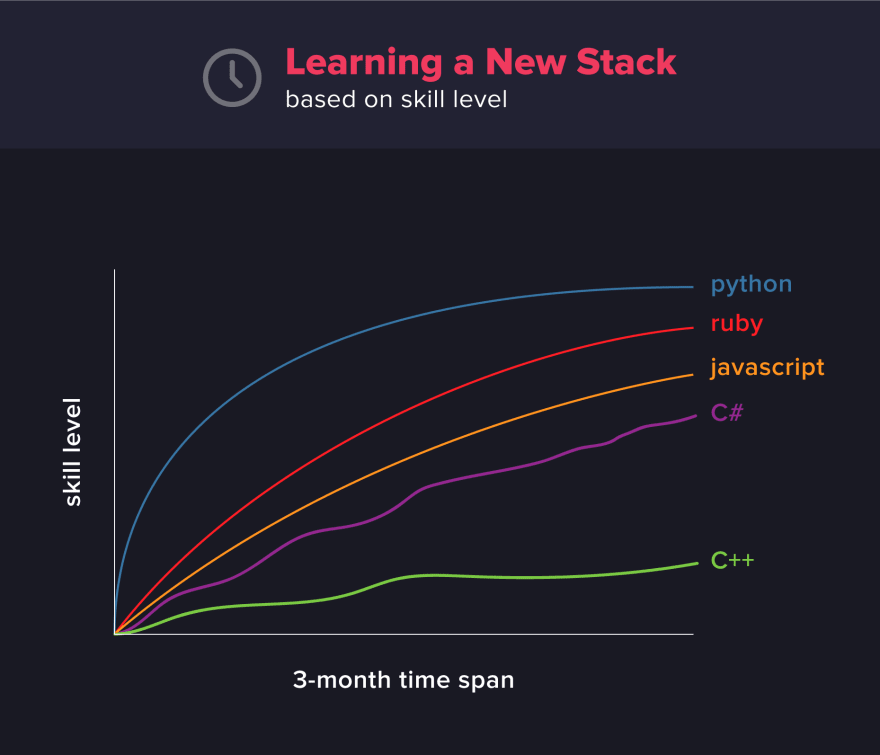 Learning a New Stack
based on skill level
python
ruby
javascript
C#
skill level
C++
3-month time span